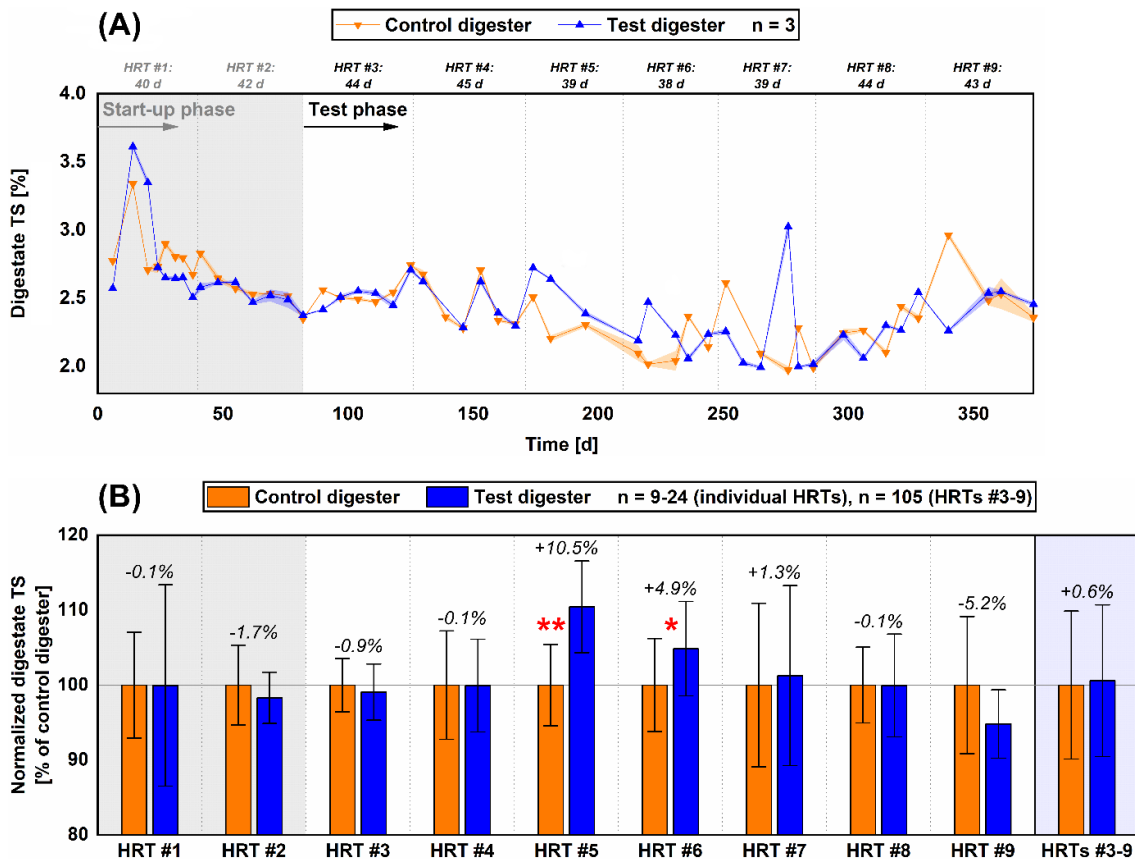 (A)
Control digester Test digester n = 3
HRT #1: HRT #2: HRT #3: HRT #4: HRT #5: HRT #6: HRT #7: HRT #8: HRT #9:
40 d 42 d 44 d 45 d 39 d 38 d 39 d 44 d 43 d
Start-up phase Test phase
Digestate TS [%]
4.0
3.5
3.0
2.5
2.0
0 50 100 150 200 250 300 350
Time [d]
(B)
Control digester Test digester n = 9-24 (individual HRTs), n = 105 (HRTs #3-9)
Normalized digestate TS
[% of control digester]
120
110
100
90
80
-0.1% -1.7% -0.9% -0.1% +10.5% +4.9% +1.3% -0.1% -5.2% +0.6%
** *
HRT #1 HRT #2 HRT #3 HRT #4 HRT #5 HRT #6 HRT #7 HRT #8 HRT #9 HRTs #3-9